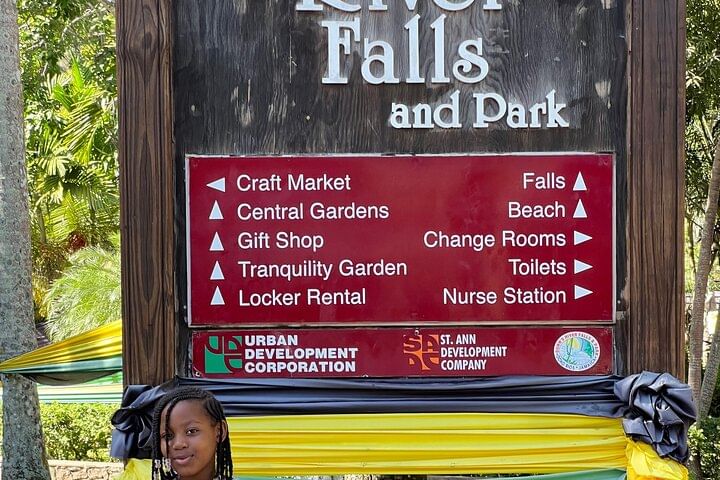 River
Falls
and Park
Craft Market
Central Gardens
Gift Shop
Tranquility Garden
Locker Rental
Falls
Beach
Change Rooms
Toilets
Nurse Station
URBAN
DEVELOPMENT
CORPORATION
ST. ANN
DEVELOPMENT
COMPANY